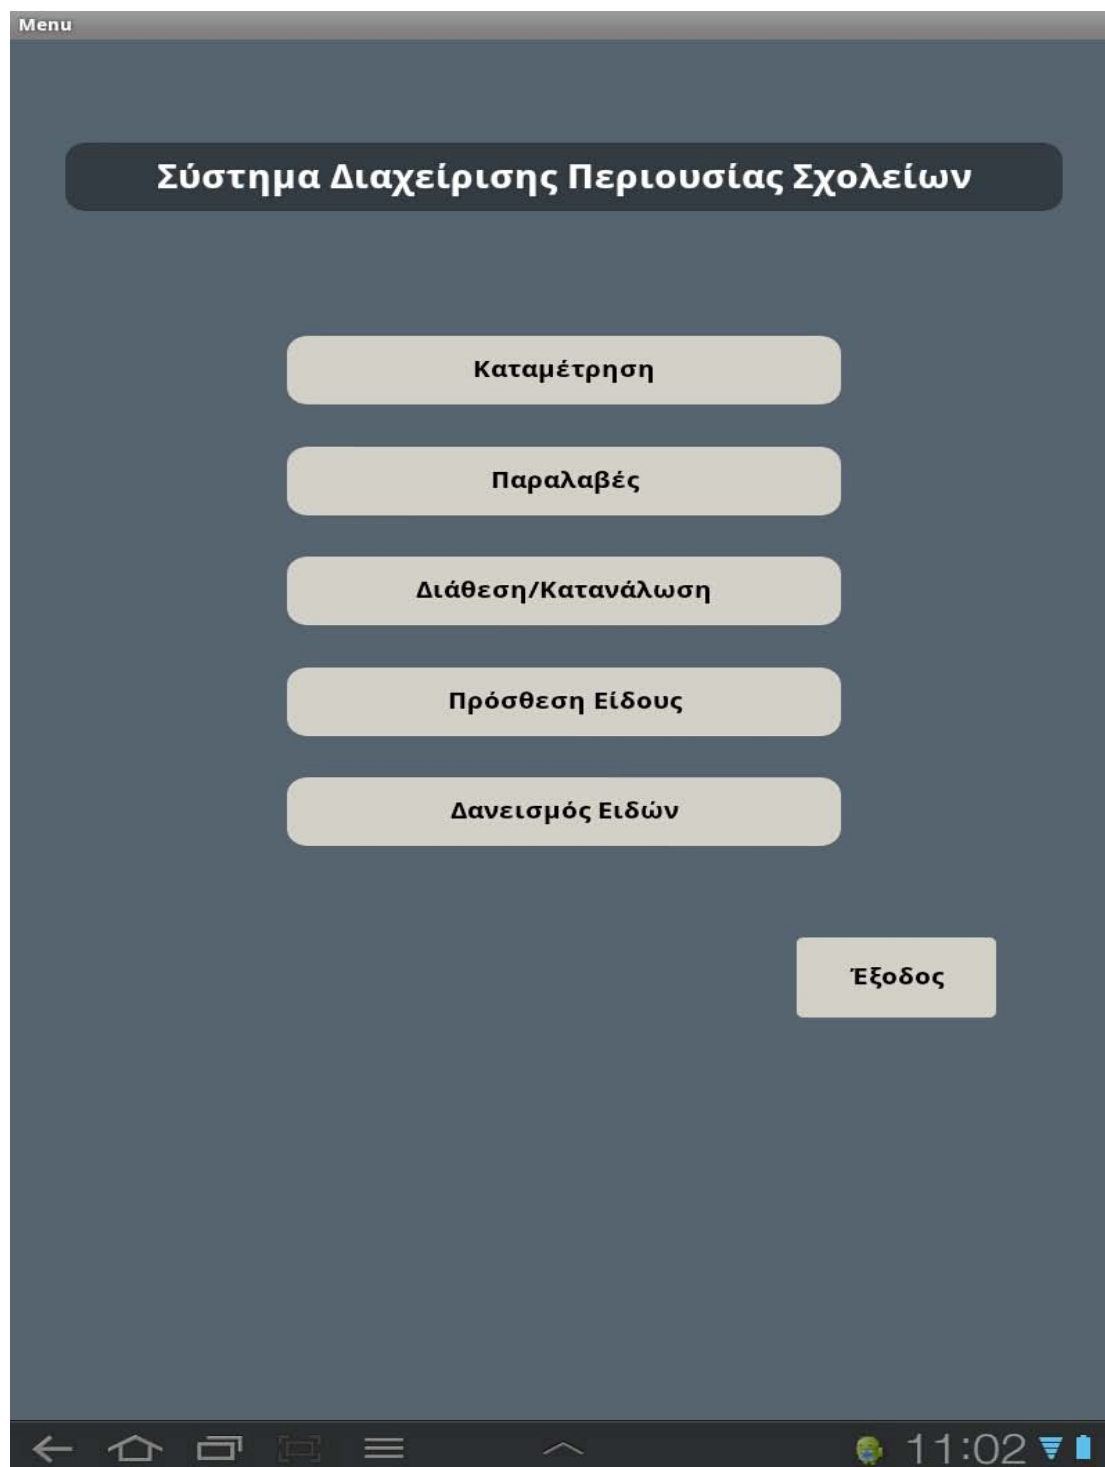 Menu
Σύστημα Διαχείρισης Περιουσίας Σχολείων
Καταμέτρηση
Παραλαβές
Διάθεση/Κατανάλωση
Πρόσθεση Είδους
Δανεισμός Ειδών
Έξοδος
11:02